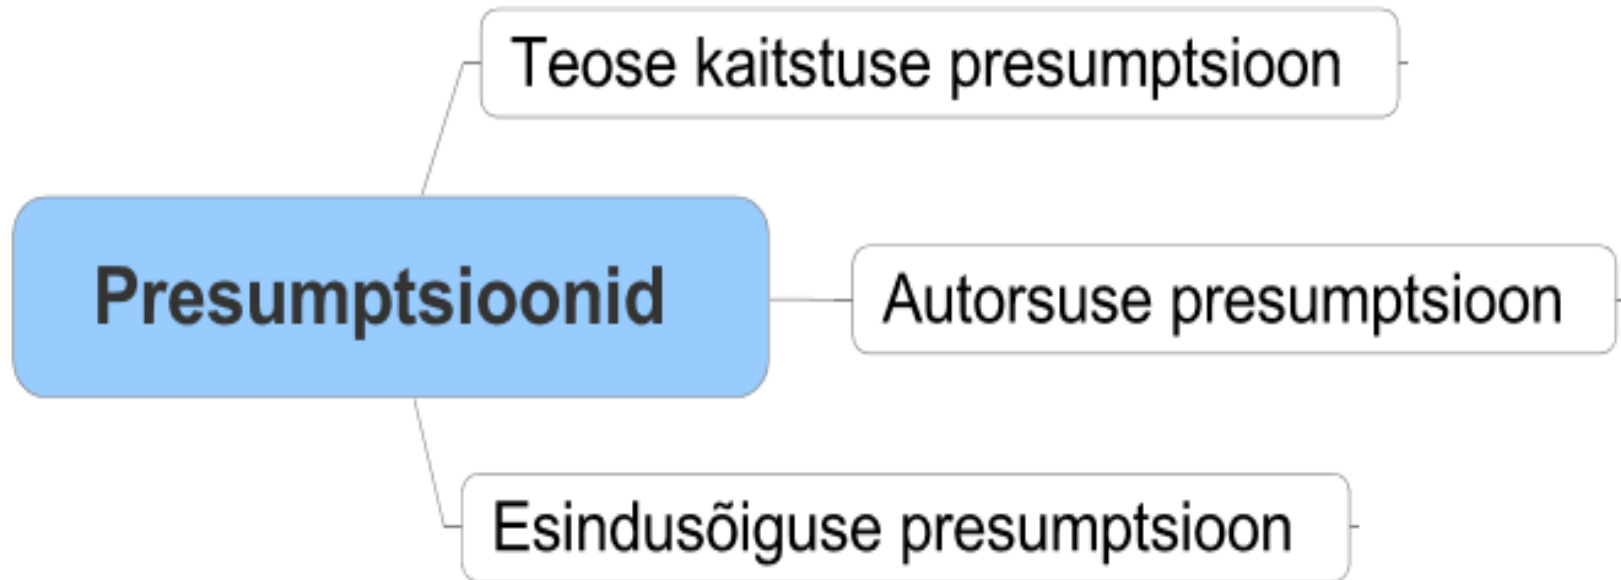 Teose kaitstuse presumptsioon
Presumptsioonid
Autorsuse presumptsioon
Esindusõiguse presumptsioon